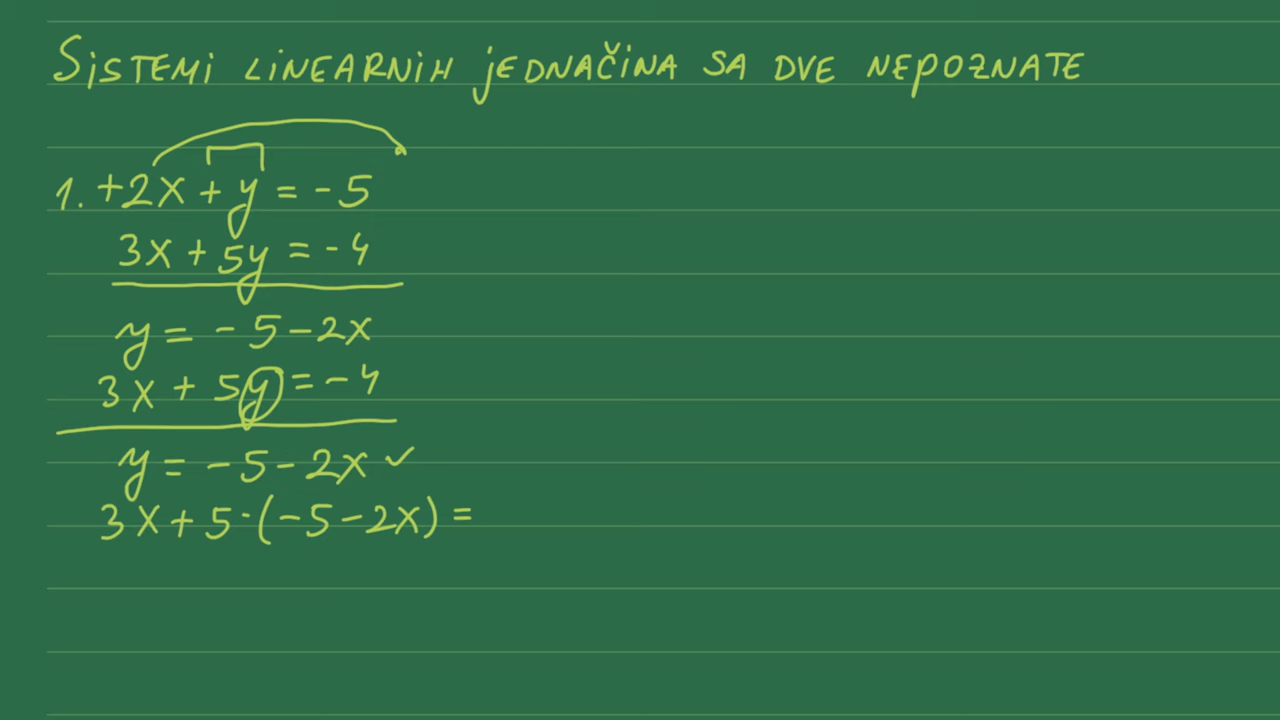 SiSTEMi LiNEARNiH jEDNAČiNA SA DVE NEPOZNATE
1. +2x + y = -5
3x + 5y = -4
y = -5-2x
3x + 5y = -4
y = -5-2x ✓
3x + 5·(-5-2x) =